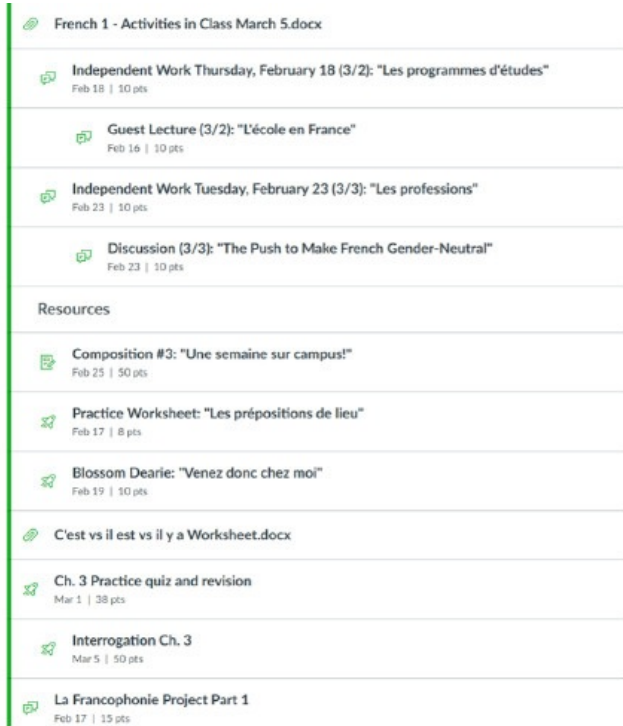 French 1 - Activities in Class March 5.docx
Independent Work Thursday, February 18 (3/2): "Les programmes d'études"
Feb 18 | 10 pts
Guest Lecture (3/2): "L'école en France"
Feb 16 | 10 pts
Independent Work Tuesday, February 23 (3/3): "Les professions"
Feb 23 | 10 pts
Discussion (3/3): "The Push to Make French Gender-Neutral"
Feb 23 | 10 pts
Resources
Composition #3: "Une semaine sur campus!"
Feb 25 | 50 pts
Practice Worksheet: "Les prépositions de lieu"
Feb 17 | 8 pts
Blossom Dearie: "Venez donc chez moi"
Feb 19 | 10 pts
C'est vs il est vs il y a Worksheet.docx
Ch. 3 Practice quiz and revision
Mar 1 | 38 pts
Interrogation Ch. 3
Mar 5 | 50 pts
La Francophonie Project Part 1
Feb 17 | 15 pts